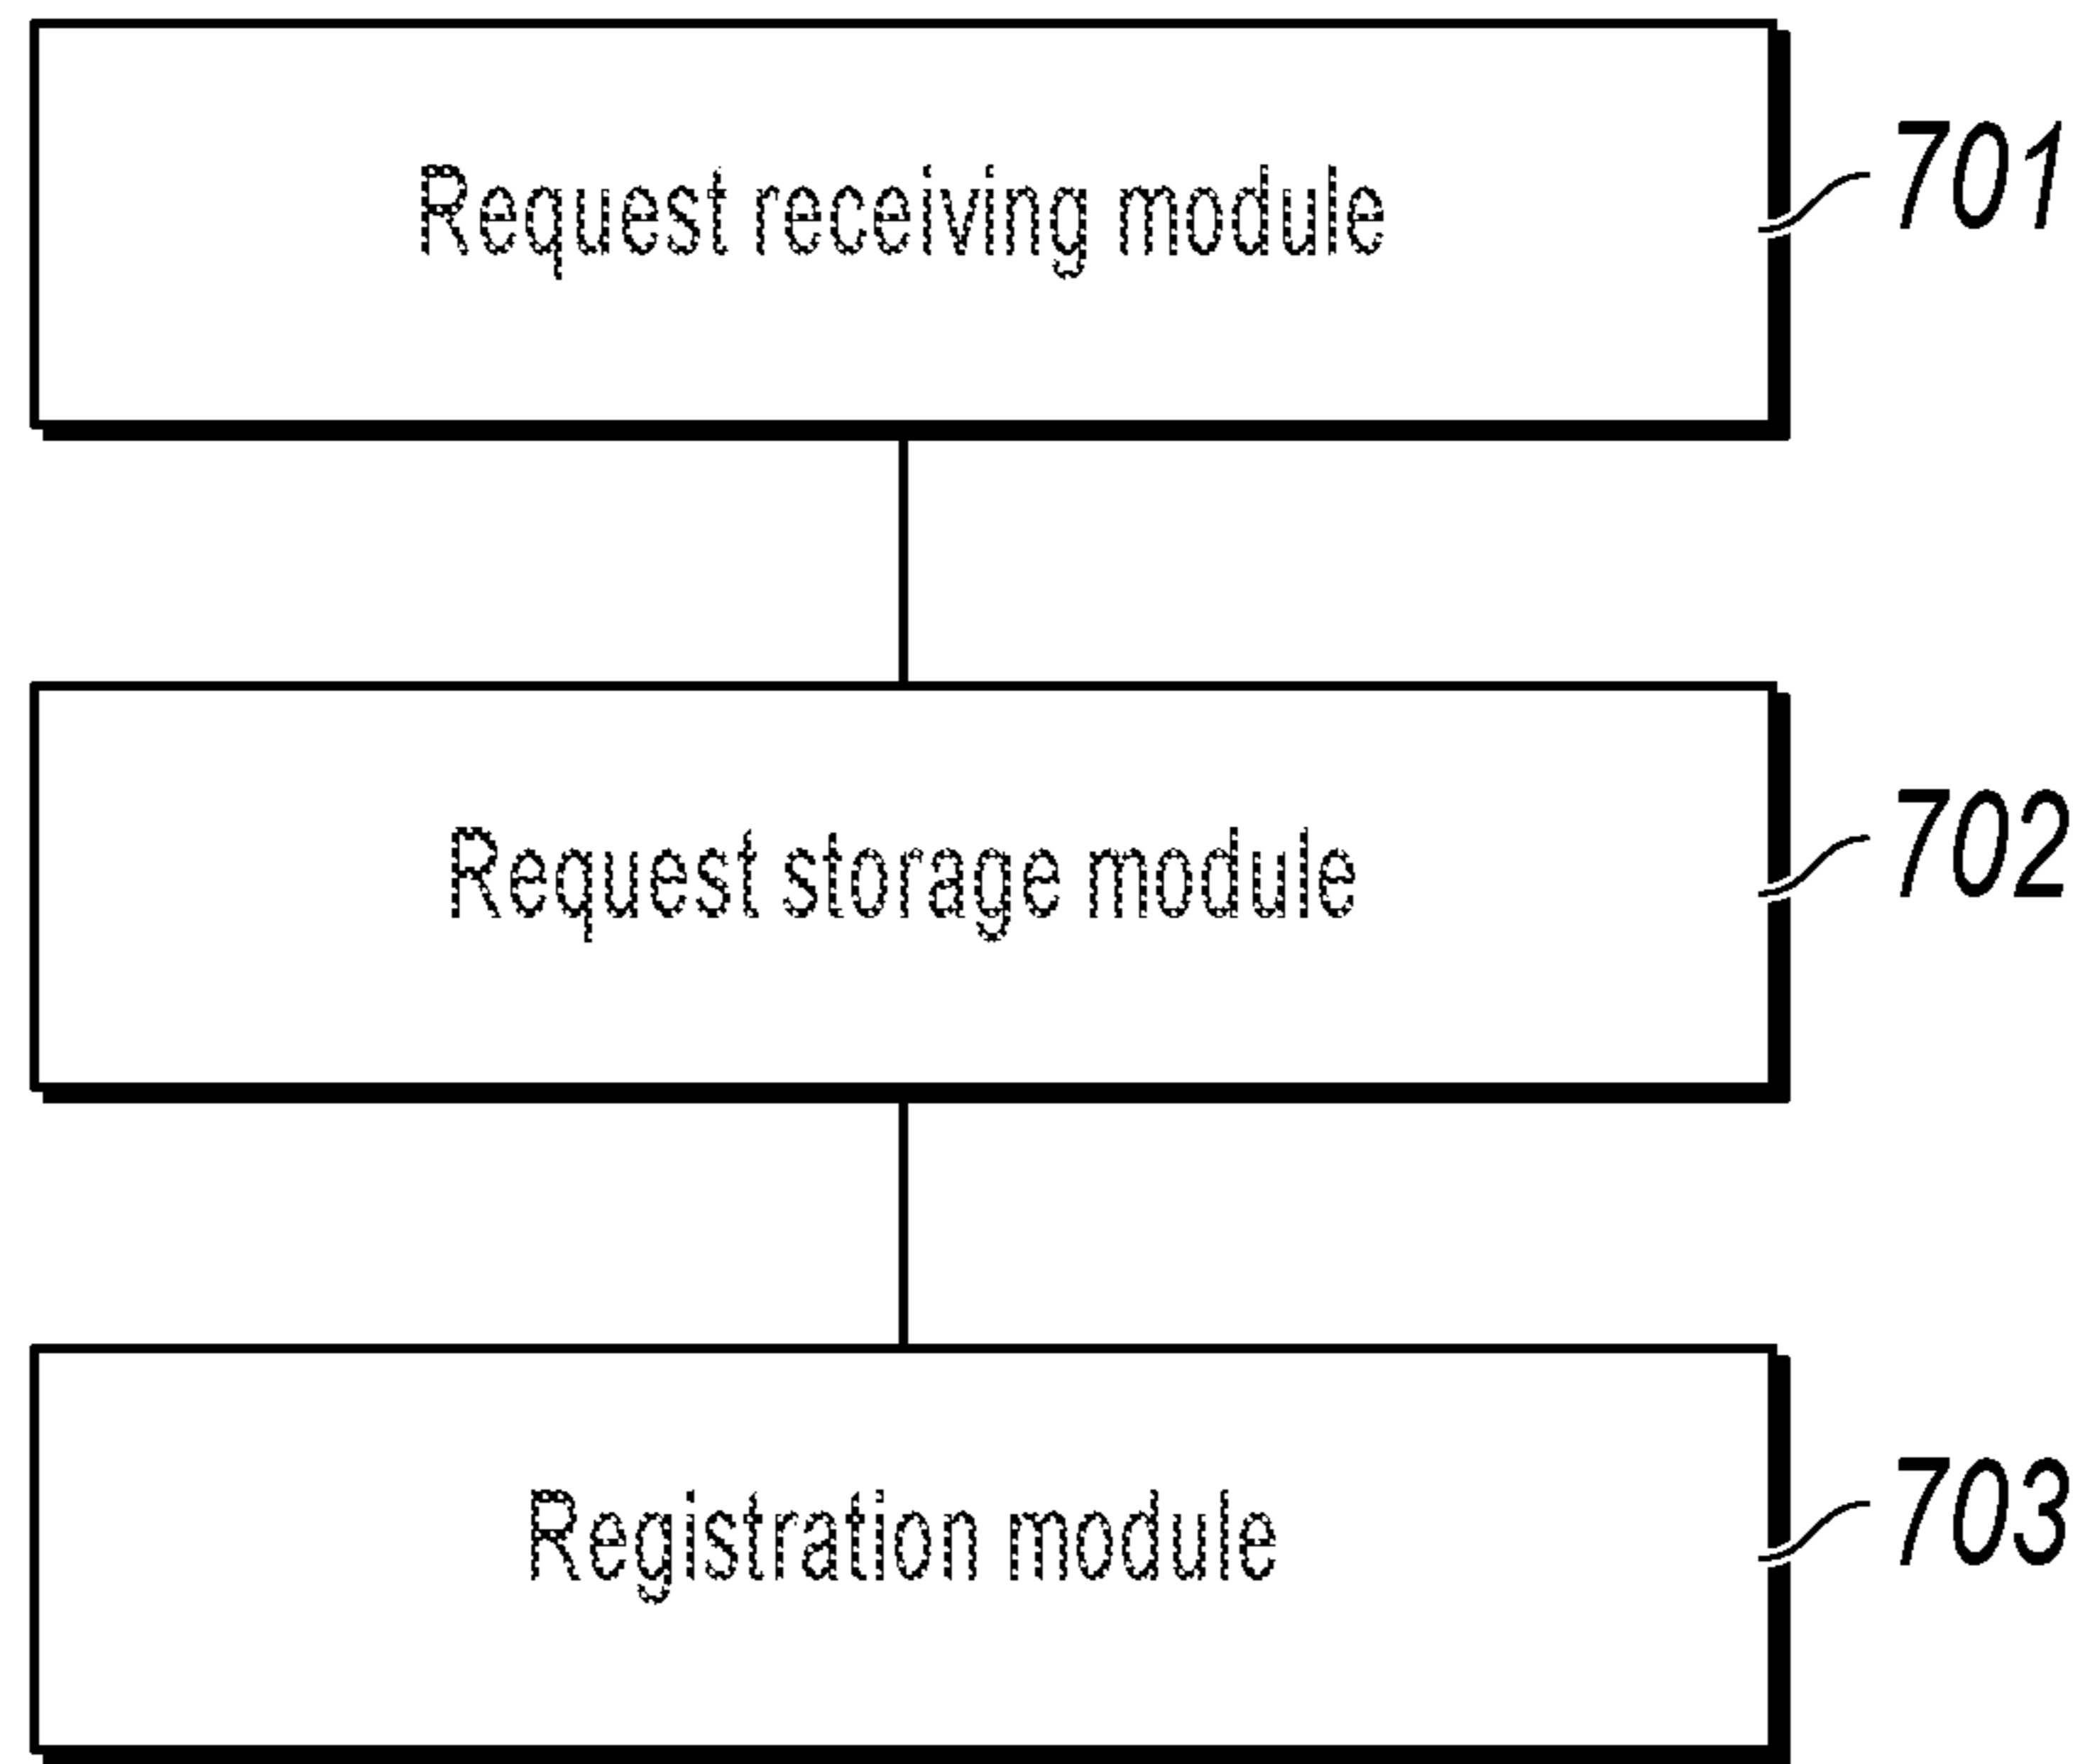 Request receiving module
701
Request storage module
702
Registration module
703